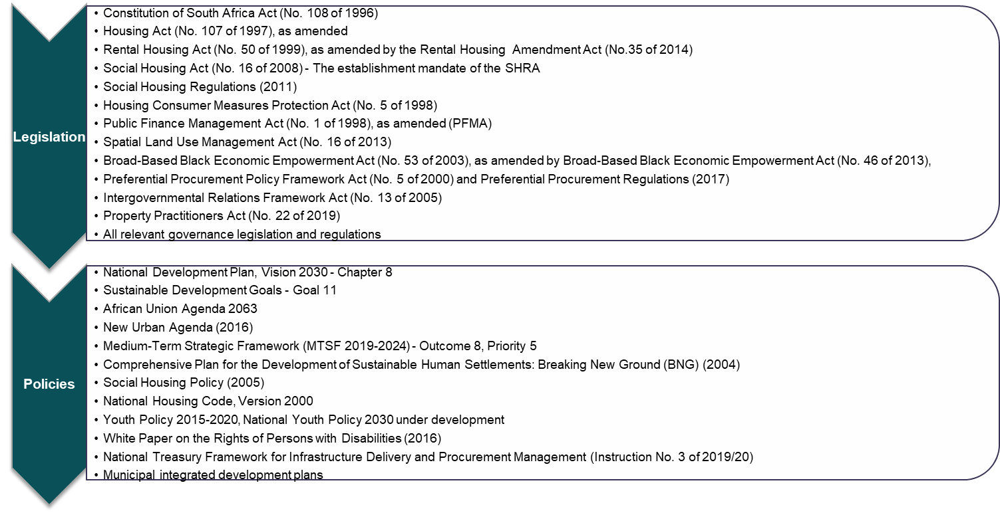 Legislation
• Constitution of South Africa Act (No. 108 of 1996)
• Housing Act (No. 107 of 1997), as amended
• Rental Housing Act (No. 50 of 1999), as amended by the Rental Housing Amendment Act (No.35 of 2014)
• Social Housing Act (No. 16 of 2008) - The establishment mandate of the SHRA
• Social Housing Regulations (2011)
• Housing Consumer Measures Protection Act (No. 5 of 1998)
• Public Finance Management Act (No. 1 of 1998), as amended (PFMA)
• Spatial Land Use Management Act (No. 16 of 2013)
• Broad-Based Black Economic Empowerment Act (No. 53 of 2003), as amended by Broad-Based Black Economic Empowerment Act (No. 46 of 2013),
• Preferential Procurement Policy Framework Act (No. 5 of 2000) and Preferential Procurement Regulations (2017)
• Intergovernmental Relations Framework Act (No. 13 of 2005)
• Property Practitioners Act (No. 22 of 2019)
• All relevant governance legislation and regulations
Policies
• National Development Plan, Vision 2030 - Chapter 8
• Sustainable Development Goals - Goal 11
• African Union Agenda 2063
• New Urban Agenda (2016)
• Medium-Term Strategic Framework (MTSF 2019-2024) - Outcome 8, Priority 5
• Comprehensive Plan for the Development of Sustainable Human Settlements: Breaking New Ground (BNG) (2004)
• Social Housing Policy (2005)
• National Housing Code, Version 2000
• Youth Policy 2015-2020, National Youth Policy 2030 under development
• White Paper on the Rights of Persons with Disabilities (2016)
• National Treasury Framework for Infrastructure Delivery and Procurement Management (Instruction No. 3 of 2019/20)
• Municipal integrated development plans